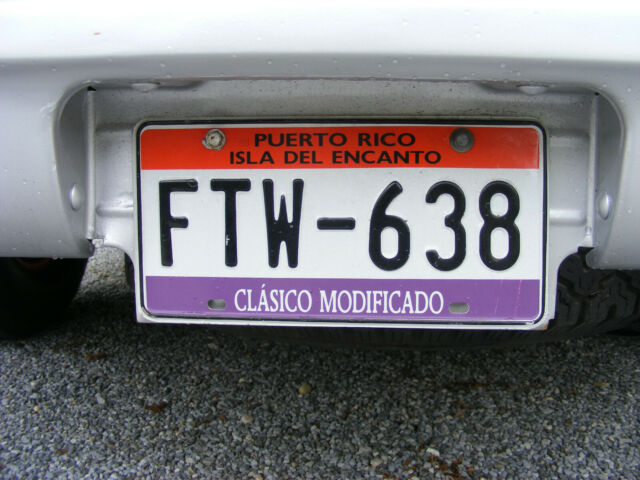 PUERTO RICO
ISLA DEL ENCANTO
FTW-638
CLÁSICO MODIFICADO